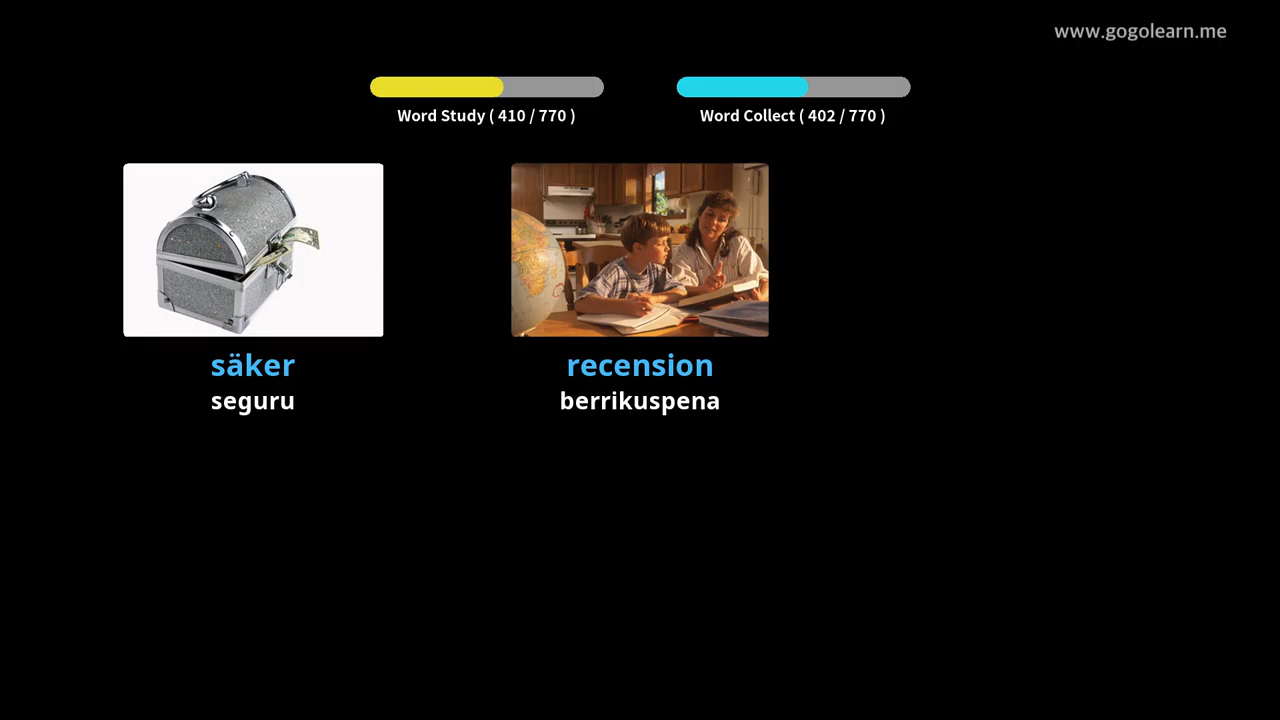 www.gogolearn.me
Word Study ( 410 / 770 )
Word Collect ( 402 / 770 )
säker
seguru
recension
berrikuspena